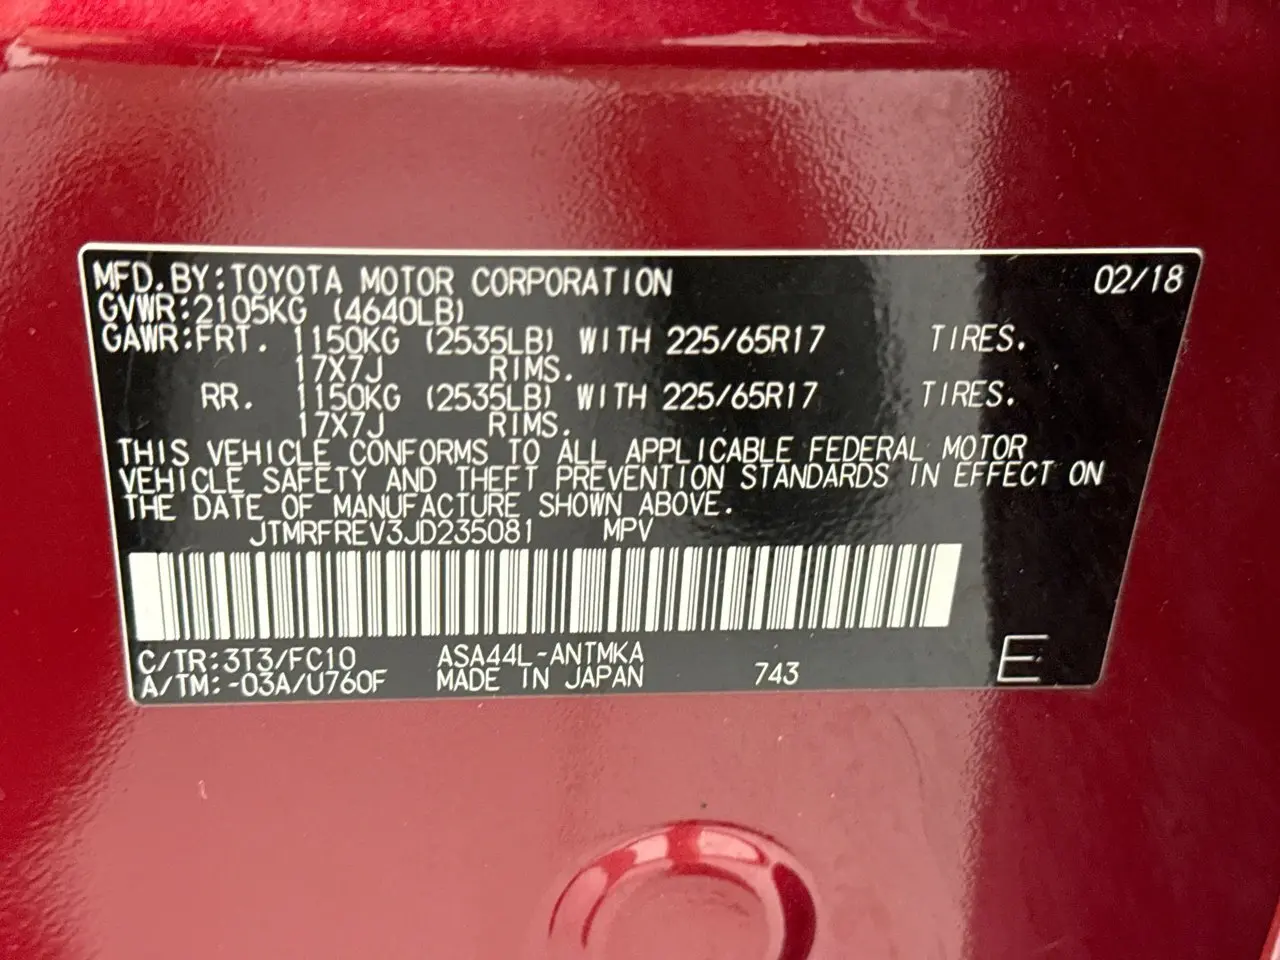 MFD.BY:TOYOTA MOTOR CORPORATION 02/18
GVWR:2105KG (4640LB)
GAWR:FRT. 1150KG (2535LB) WITH 225/65R17 TIRES.
17X7J RIMS.
RR. 1150KG (2535LB) WITH 225/65R17 TIRES.
17X7J RIMS.
THIS VEHICLE CONFORMS TO ALL APPLICABLE FEDERAL MOTOR
VEHICLE SAFETY AND THEFT PREVENTION STANDARDS IN EFFECT ON
THE DATE OF MANUFACTURE SHOWN ABOVE.
JTMRFREV3JD235081 MPV
C/TR:3T3/FC10 ASA44L-ANTMKA
A/TM:-03A/U760F MADE IN JAPAN 743 E